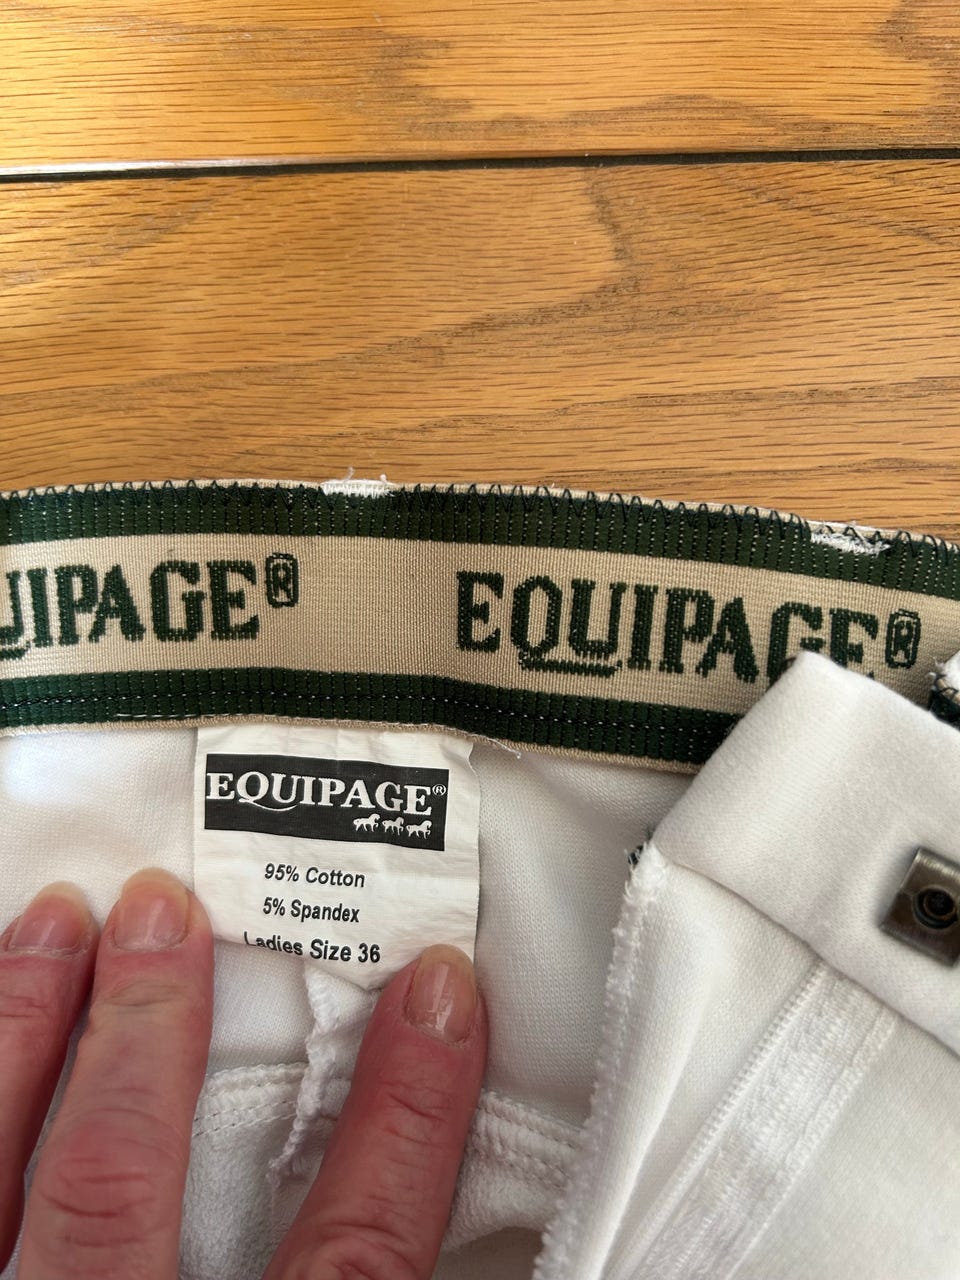 UIPAGE® EQUIPAGE®
EQUIPAGE®
95% Cotton
5% Spandex
Ladies Size 36